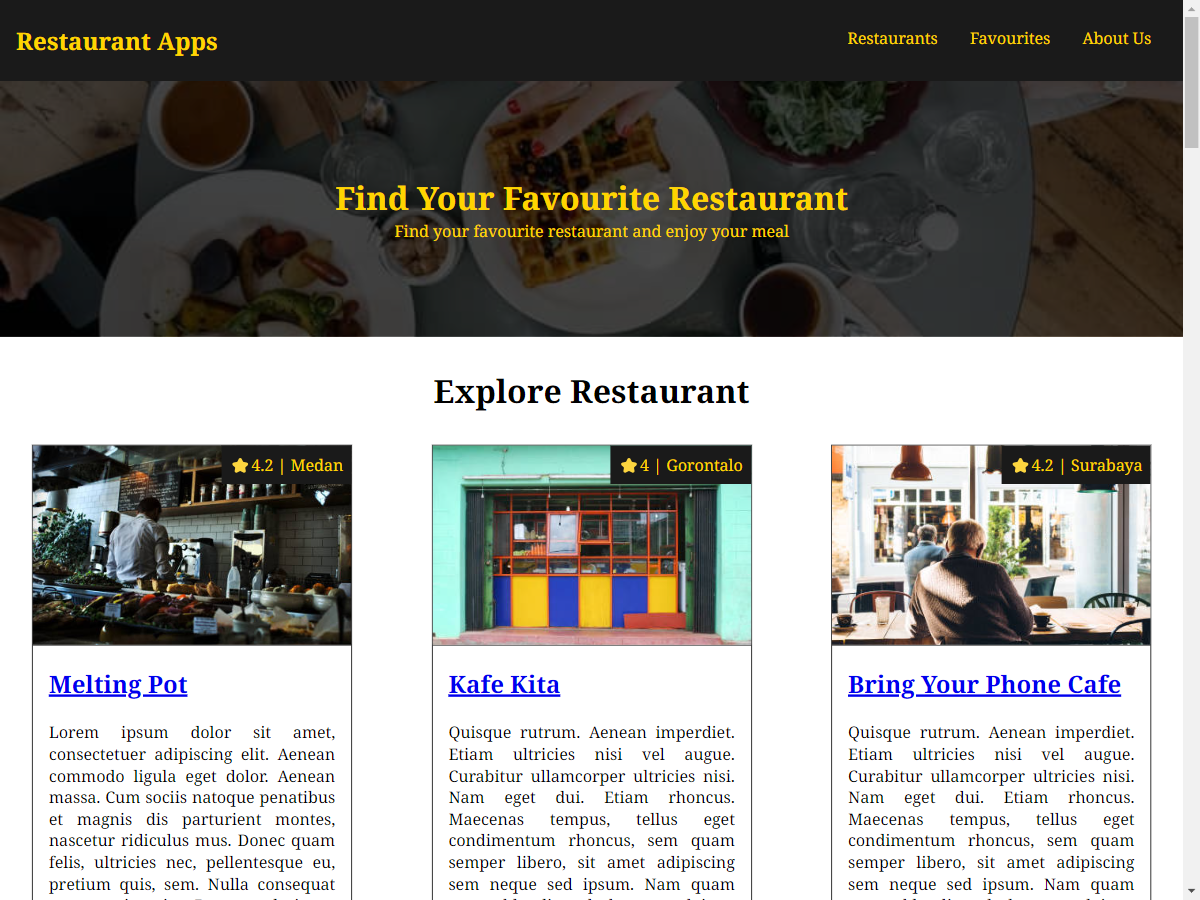 Restaurant Apps
Restaurants
Favourites
About Us
Find Your Favourite Restaurant
Find your favourite restaurant and enjoy your meal
Explore Restaurant
4.2 | Medan
Melting Pot
Lorem ipsum dolor sit amet,
consectetuer adipiscing elit. Aenean
commodo ligula eget dolor. Aenean
massa. Cum sociis natoque penatibus
et magnis dis parturient montes,
nascetur ridiculus mus. Donec quam
felis, ultricies nec, pellentesque eu,
pretium quis, sem. Nulla consequat
4 | Gorontalo
Kafe Kita
Quisque rutrum. Aenean imperdiet.
Etiam ultricies nisi vel augue.
Curabitur ullamcorper ultricies nisi.
Nam eget dui. Etiam rhoncus.
Maecenas tempus, tellus eget
condimentum rhoncus, sem quam
semper libero, sit amet adipiscing
sem neque sed ipsum. Nam quam
4.2 | Surabaya
Bring Your Phone Cafe
Quisque rutrum. Aenean imperdiet.
Etiam ultricies nisi vel augue.
Curabitur ullamcorper ultricies nisi.
Nam eget dui. Etiam rhoncus.
Maecenas tempus, tellus eget
condimentum rhoncus, sem quam
semper libero, sit amet adipiscing
sem neque sed ipsum. Nam quam